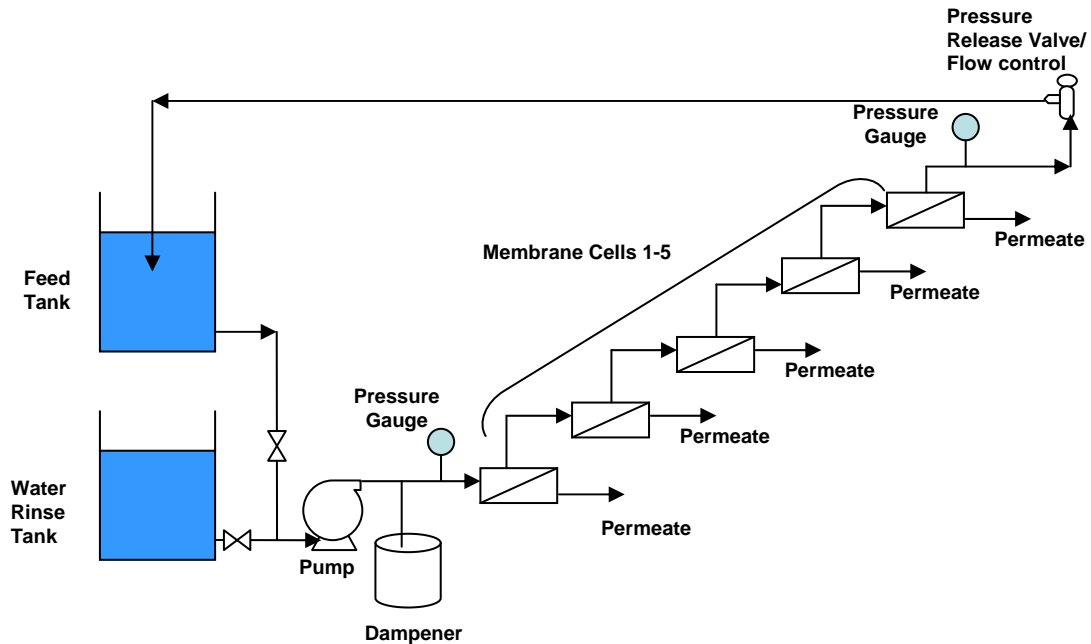 Pressure
Release Valve/
Flow control
Pressure
Gauge
Permeate
Membrane Cells 1-5
Permeate
Feed
Tank
Permeate
Pressure
Gauge
Permeate
Water
Rinse
Tank
Permeate
Pump
Dampener